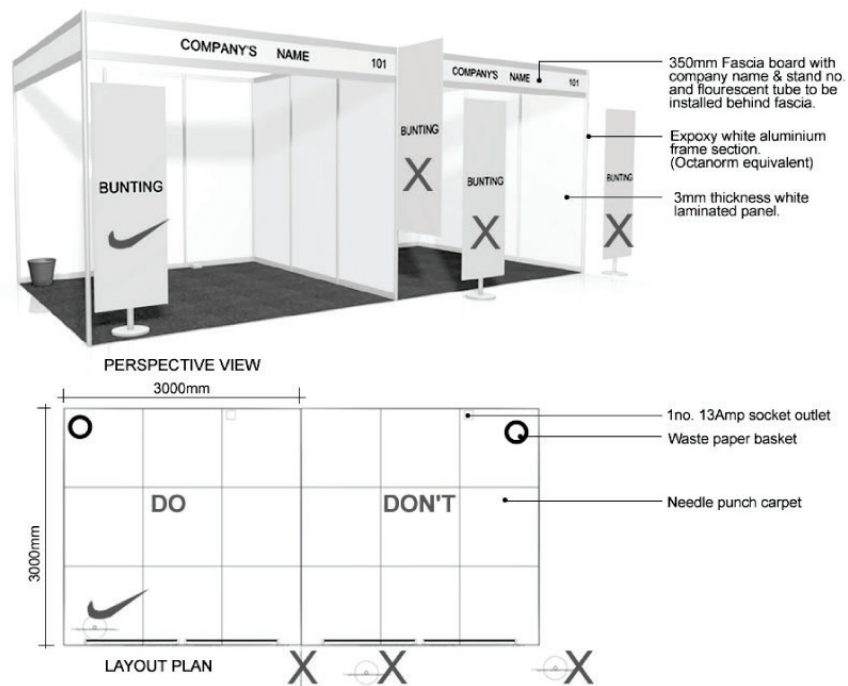 COMPANY'S NAME 101
COMPANY'S NAME 101
350mm Fascia board with
company name & stand no.
and flourescent tube to be
installed behind fascia.
BUNTING
X
Expoxy white aluminium
frame section.
(Octanorm equivalent)
BUNTING
BUNTING
X
BUNTING
X
3mm thickness white
laminated panel.
PERSPECTIVE VIEW
3000mm
1no. 13Amp socket outlet
Waste paper basket
DO
DON'T
Needle punch carpet
3000mm
LAYOUT PLAN
X
X
X